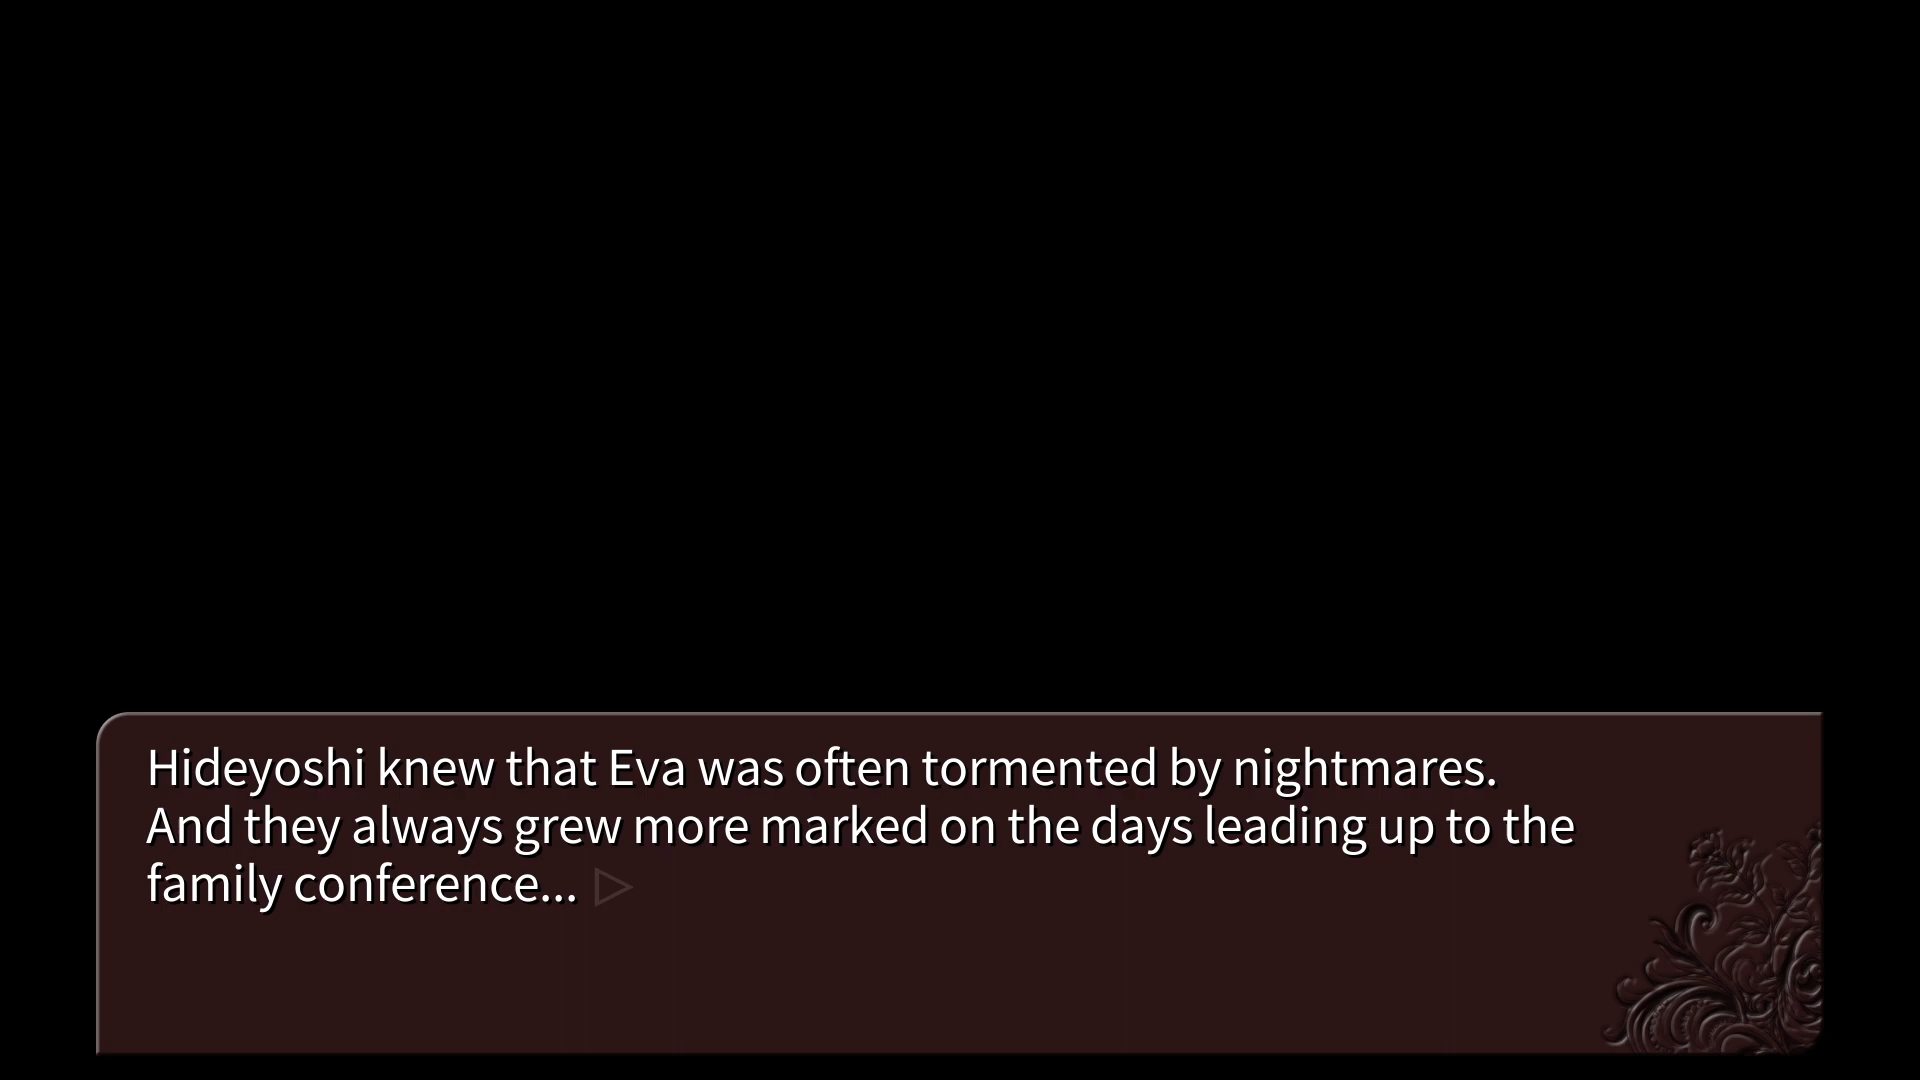 Hideyoshi knew that Eva was often tormented by nightmares.
And they always grew more marked on the days leading up to the
family conference...